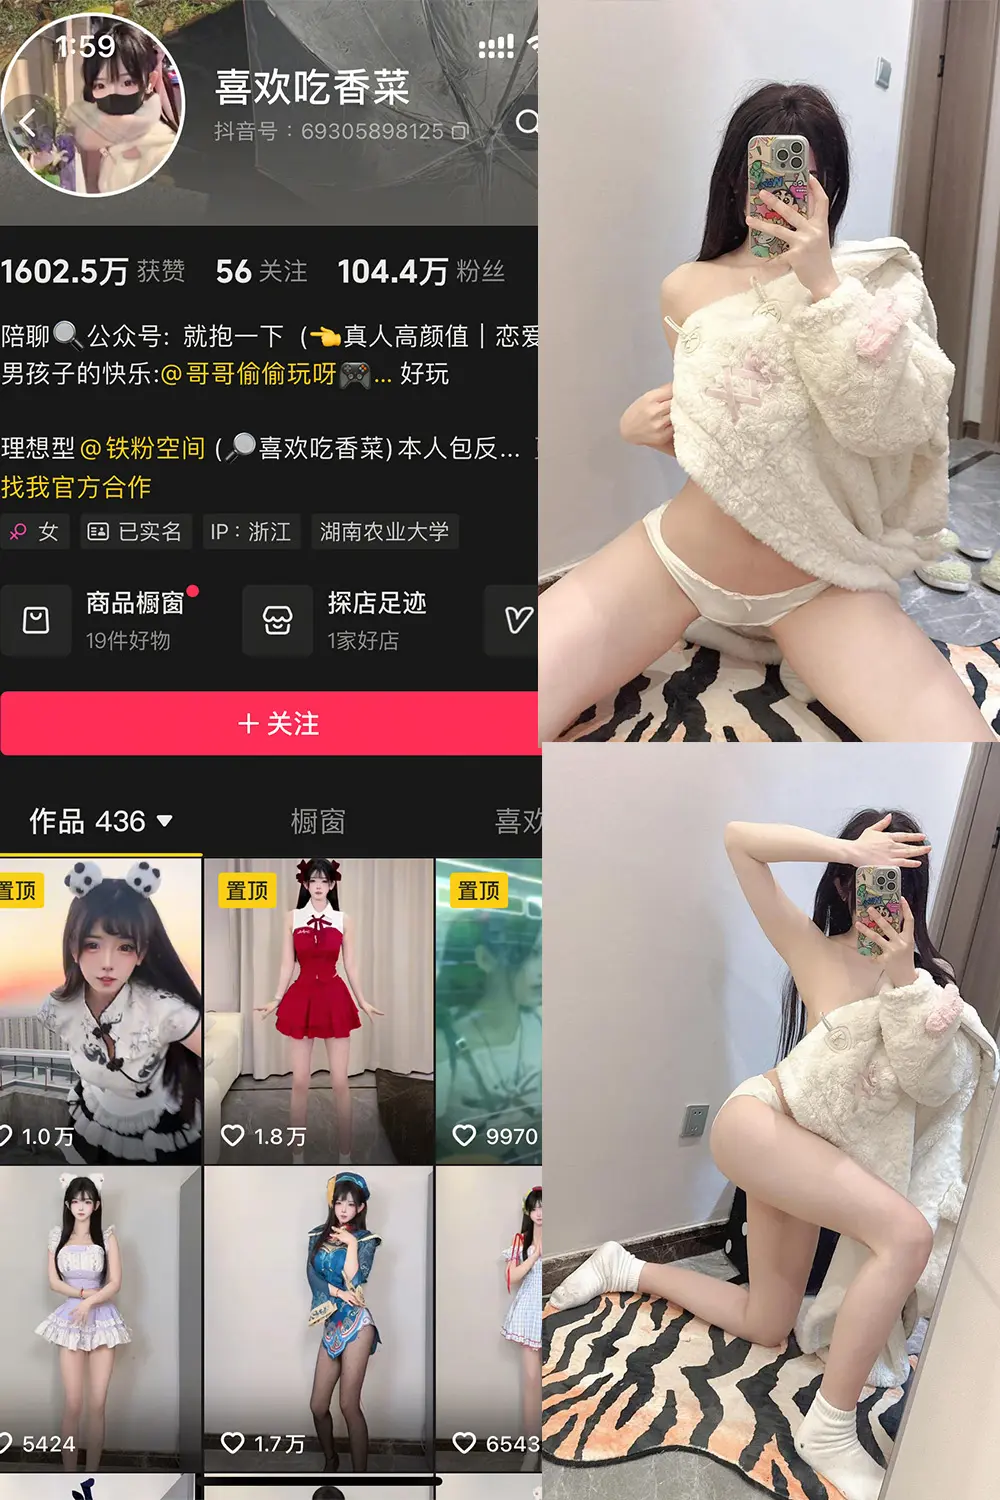 1:59
喜欢吃香菜
抖音号：69305898125
1602.5万 获赞 56 关注 104.4万 粉丝
陪聊🔍公众号: 就抱一下（👉真人高颜值｜恋爱
男孩子的快乐:@哥哥偷偷玩呀🎮... 好玩
理想型@铁粉空间 (🔎喜欢吃香菜)本人包反...
找我官方合作
女 已实名 IP：浙江 湖南农业大学
商品橱窗 探店足迹
19件好物 1家好店
＋关注
作品 436 橱窗 喜欢
置顶 置顶 置顶
1.0万 1.8万 9970
5424 1.7万 6543